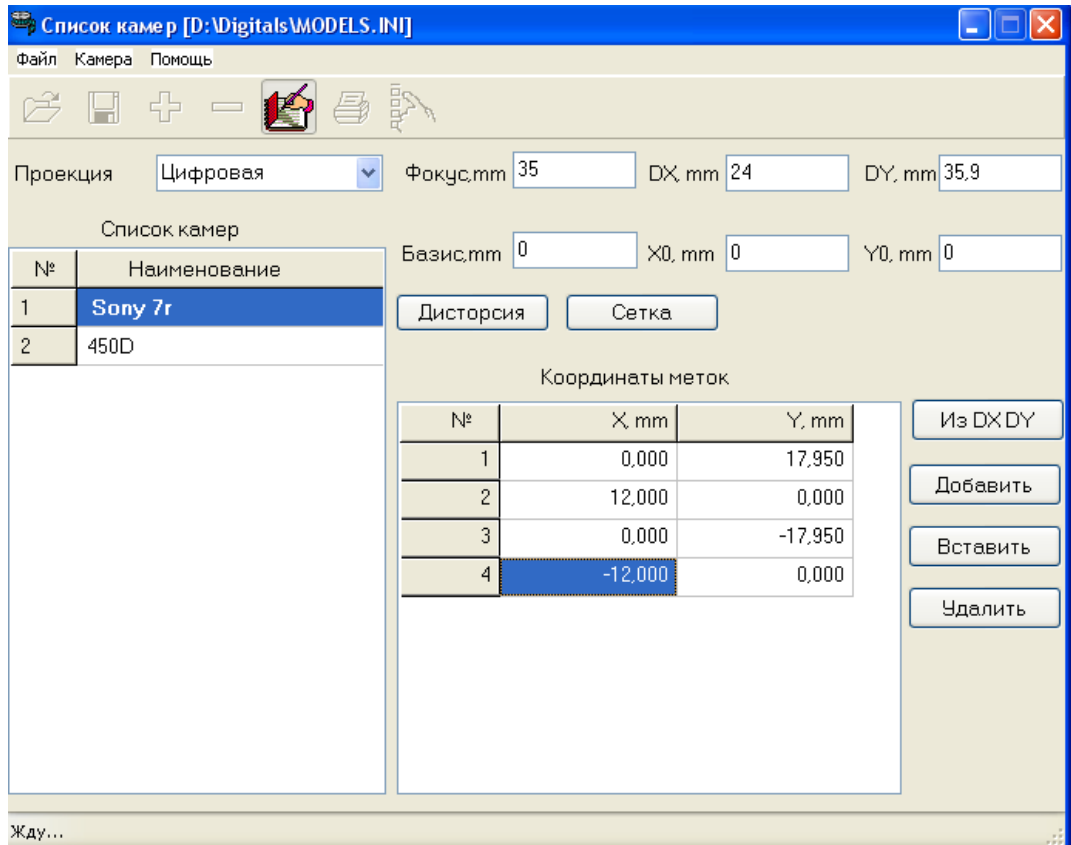 Список камер [D:\Digitals\MODELS.INI]
Файл Камера Помощь
Проекция Цифровая Фокус,mm 35 DX, mm 24 DY, mm 35,9
Список камер
Базис,mm 0 X0, mm 0 Y0, mm 0
№ Наименование
1 Sony 7r
2 450D
Дисторсия Сетка
Координаты меток
№ X, mm Y, mm
1 0,000 17,950
2 12,000 0,000
3 0,000 -17,950
4 -12,000 0,000
Из DX DY
Добавить
Вставить
Удалить
Жду...